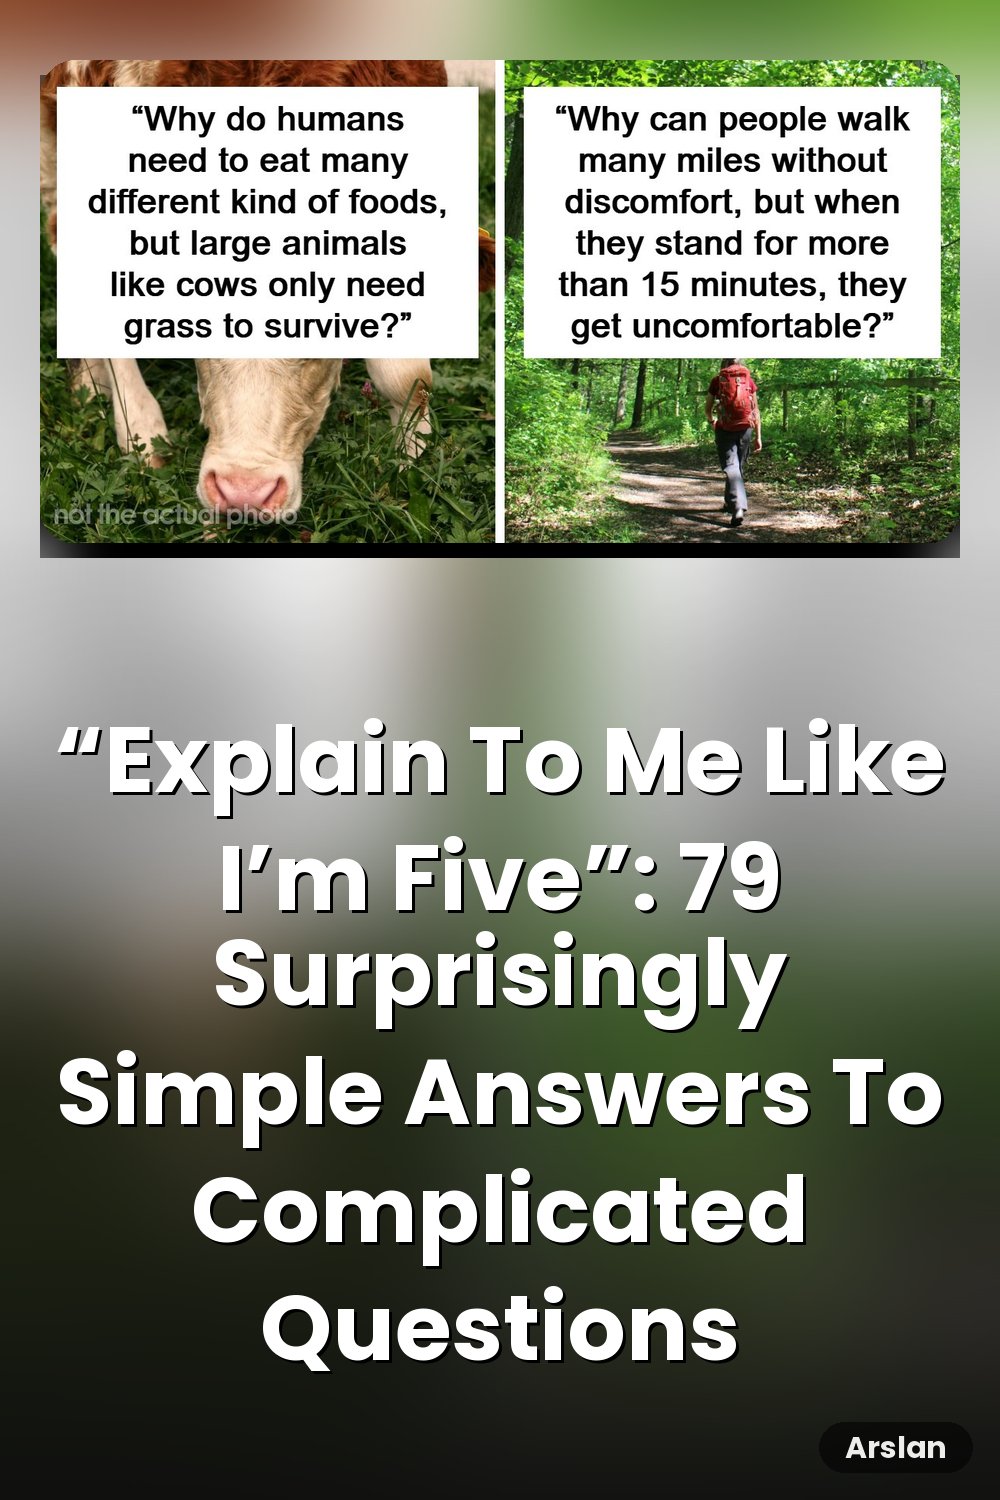 “Why do humans
need to eat many
different kind of foods,
but large animals
like cows only need
grass to survive?”
“Why can people walk
many miles without
discomfort, but when
they stand for more
than 15 minutes, they
get uncomfortable?”
not the actual photo
“Explain To Me Like
I’m Five”: 79
Surprisingly
Simple Answers To
Complicated
Questions
Arslan